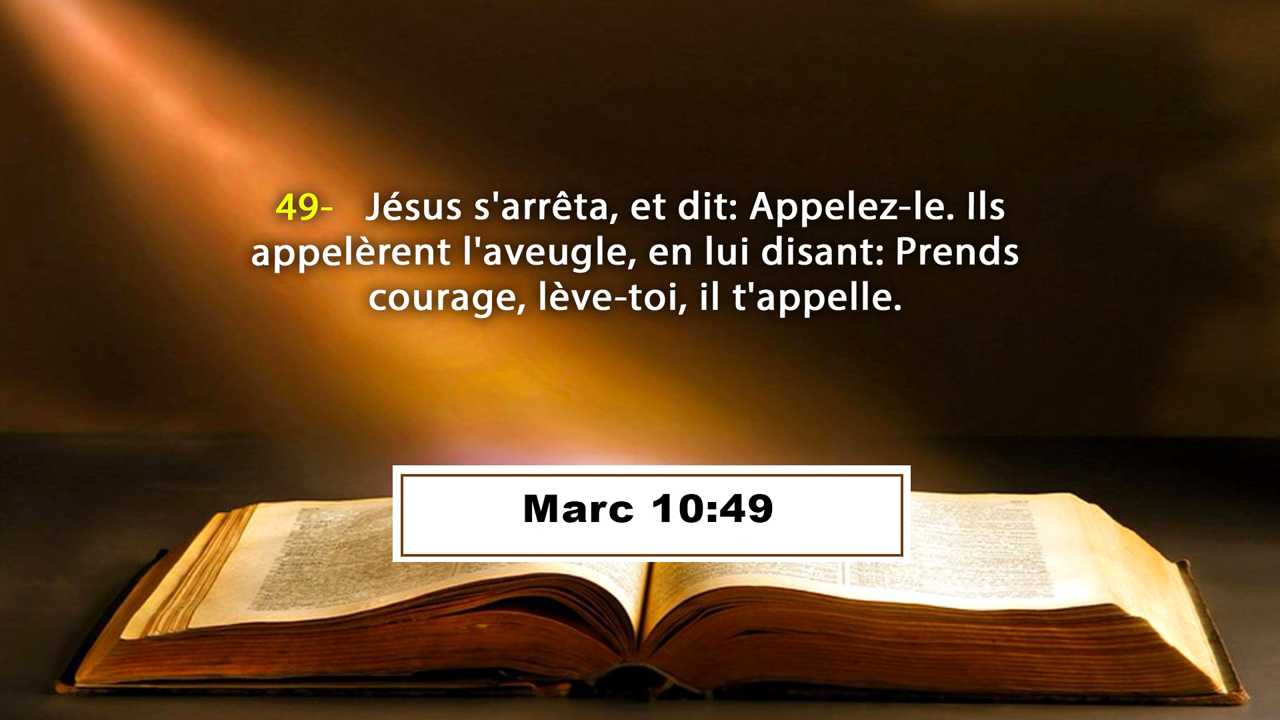 49- Jésus s'arrêta, et dit: Appelez-le. Ils
appelèrent l'aveugle, en lui disant: Prends
courage, lève-toi, il t'appelle.
Marc 10:49